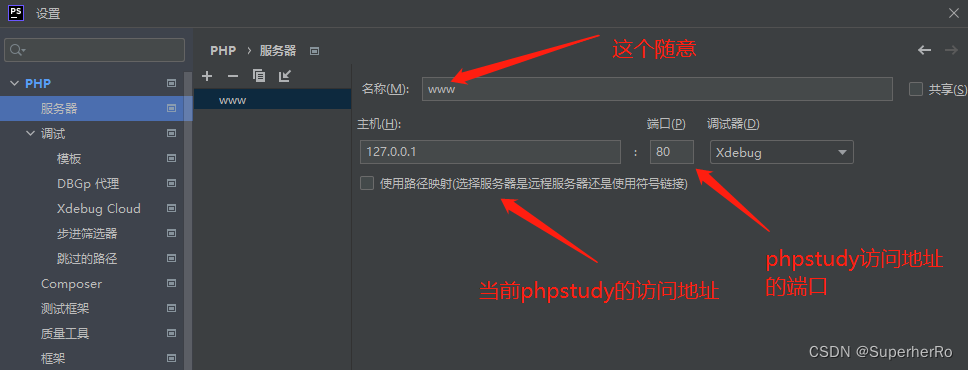 PS 设置
PHP › 服务器
这个随意
PHP
服务器
调试
模板
DBGp 代理
Xdebug Cloud
步进筛选器
跳过的路径
Composer
测试框架
质量工具
框架
www
名称(M): www 共享(S)
主机(H): 端口(P) 调试器(D)
127.0.0.1 : 80 Xdebug
使用路径映射(选择服务器是远程服务器还是使用符号链接)
当前phpstudy的访问地址
phpstudy访问地址
的端口
CSDN @SuperherRo